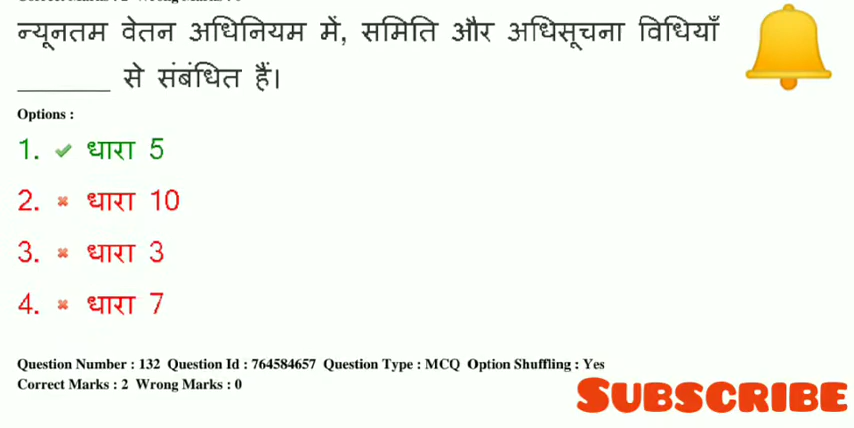 न्यूनतम वेतन अधिनियम में, समिति और अधिसूचना विधियाँ
________ से संबंधित हैं।
Options :
1. ✔ धारा 5
2. ✖ धारा 10
3. ✖ धारा 3
4. ✖ धारा 7
Question Number : 132 Question Id : 764584657 Question Type : MCQ Option Shuffling : Yes
Correct Marks : 2 Wrong Marks : 0
SUBSCRIBE